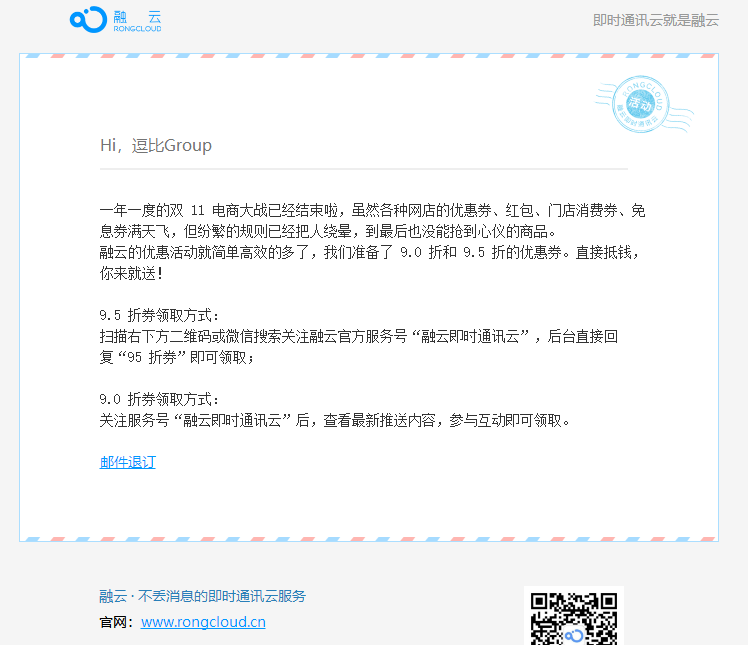 融 云
RONGCLOUD
即时通讯云就是融云
RONGCLOUD
活动
融云即时通讯云
Hi，逗比Group
一年一度的双 11 电商大战已经结束啦，虽然各种网店的优惠券、红包、门店消费券、免
息券满天飞，但纷繁的规则已经把人绕晕，到最后也没能抢到心仪的商品。
融云的优惠活动就简单高效的多了，我们准备了 9.0 折和 9.5 折的优惠券。直接抵钱，
你来就送！
9.5 折券领取方式：
扫描右下方二维码或微信搜索关注融云官方服务号“融云即时通讯云”，后台直接回
复“95 折券”即可领取；
9.0 折券领取方式：
关注服务号“融云即时通讯云”后，查看最新推送内容，参与互动即可领取。
邮件退订
融云 · 不丢消息的即时通讯云服务
官网：www.rongcloud.cn